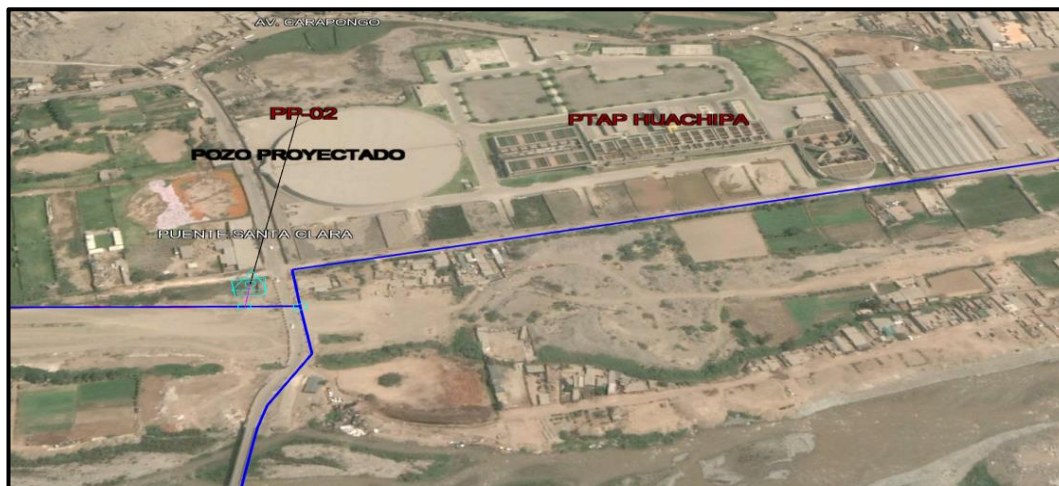 AV. CARAPONGO
PP-02
PTAP HUACHIPA
POZO PROYECTADO
PUENTE SANTA CLARA